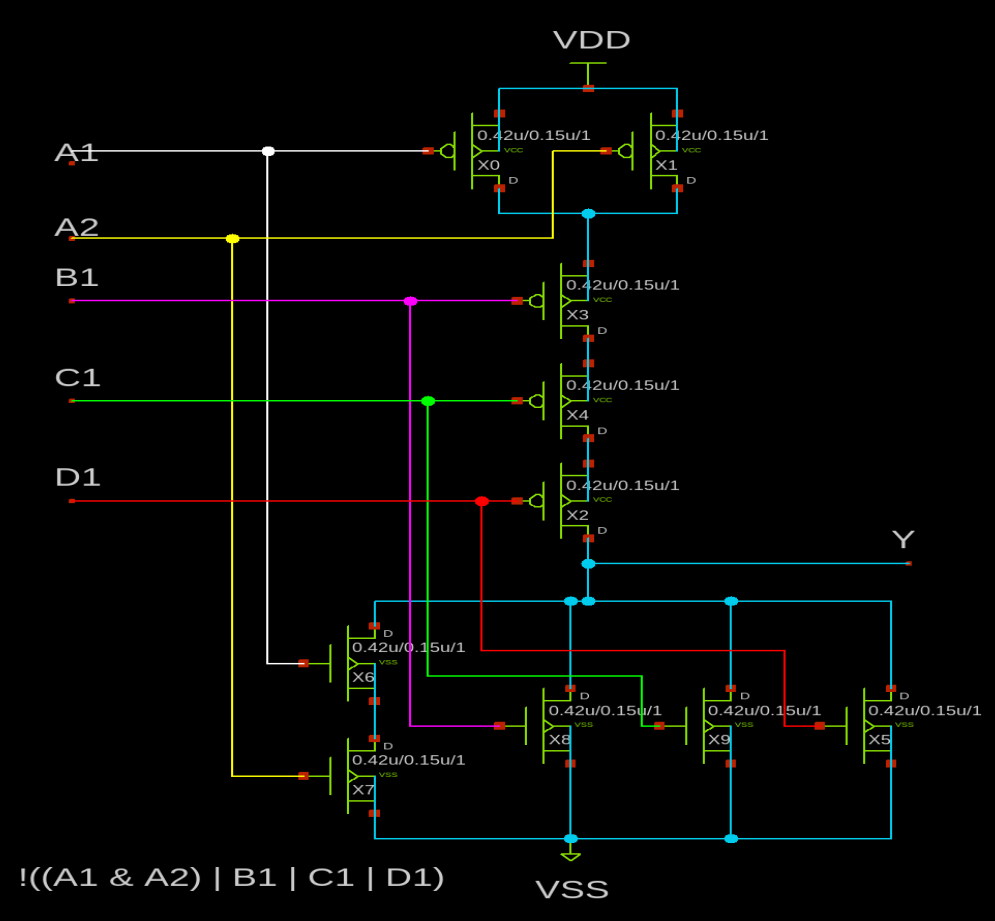 VDD
A1
0.42u/0.15u/1
VCC
X0
D
0.42u/0.15u/1
VCC
X1
D
A2
B1
0.42u/0.15u/1
VCC
X3
D
C1
0.42u/0.15u/1
VCC
X4
D
D1
0.42u/0.15u/1
VCC
X2
D
Y
D
0.42u/0.15u/1
VSS
X6
D
0.42u/0.15u/1
VSS
X8
D
0.42u/0.15u/1
VSS
X9
D
0.42u/0.15u/1
VSS
X5
D
0.42u/0.15u/1
VSS
X7
!((A1 & A2) | B1 | C1 | D1)
VSS